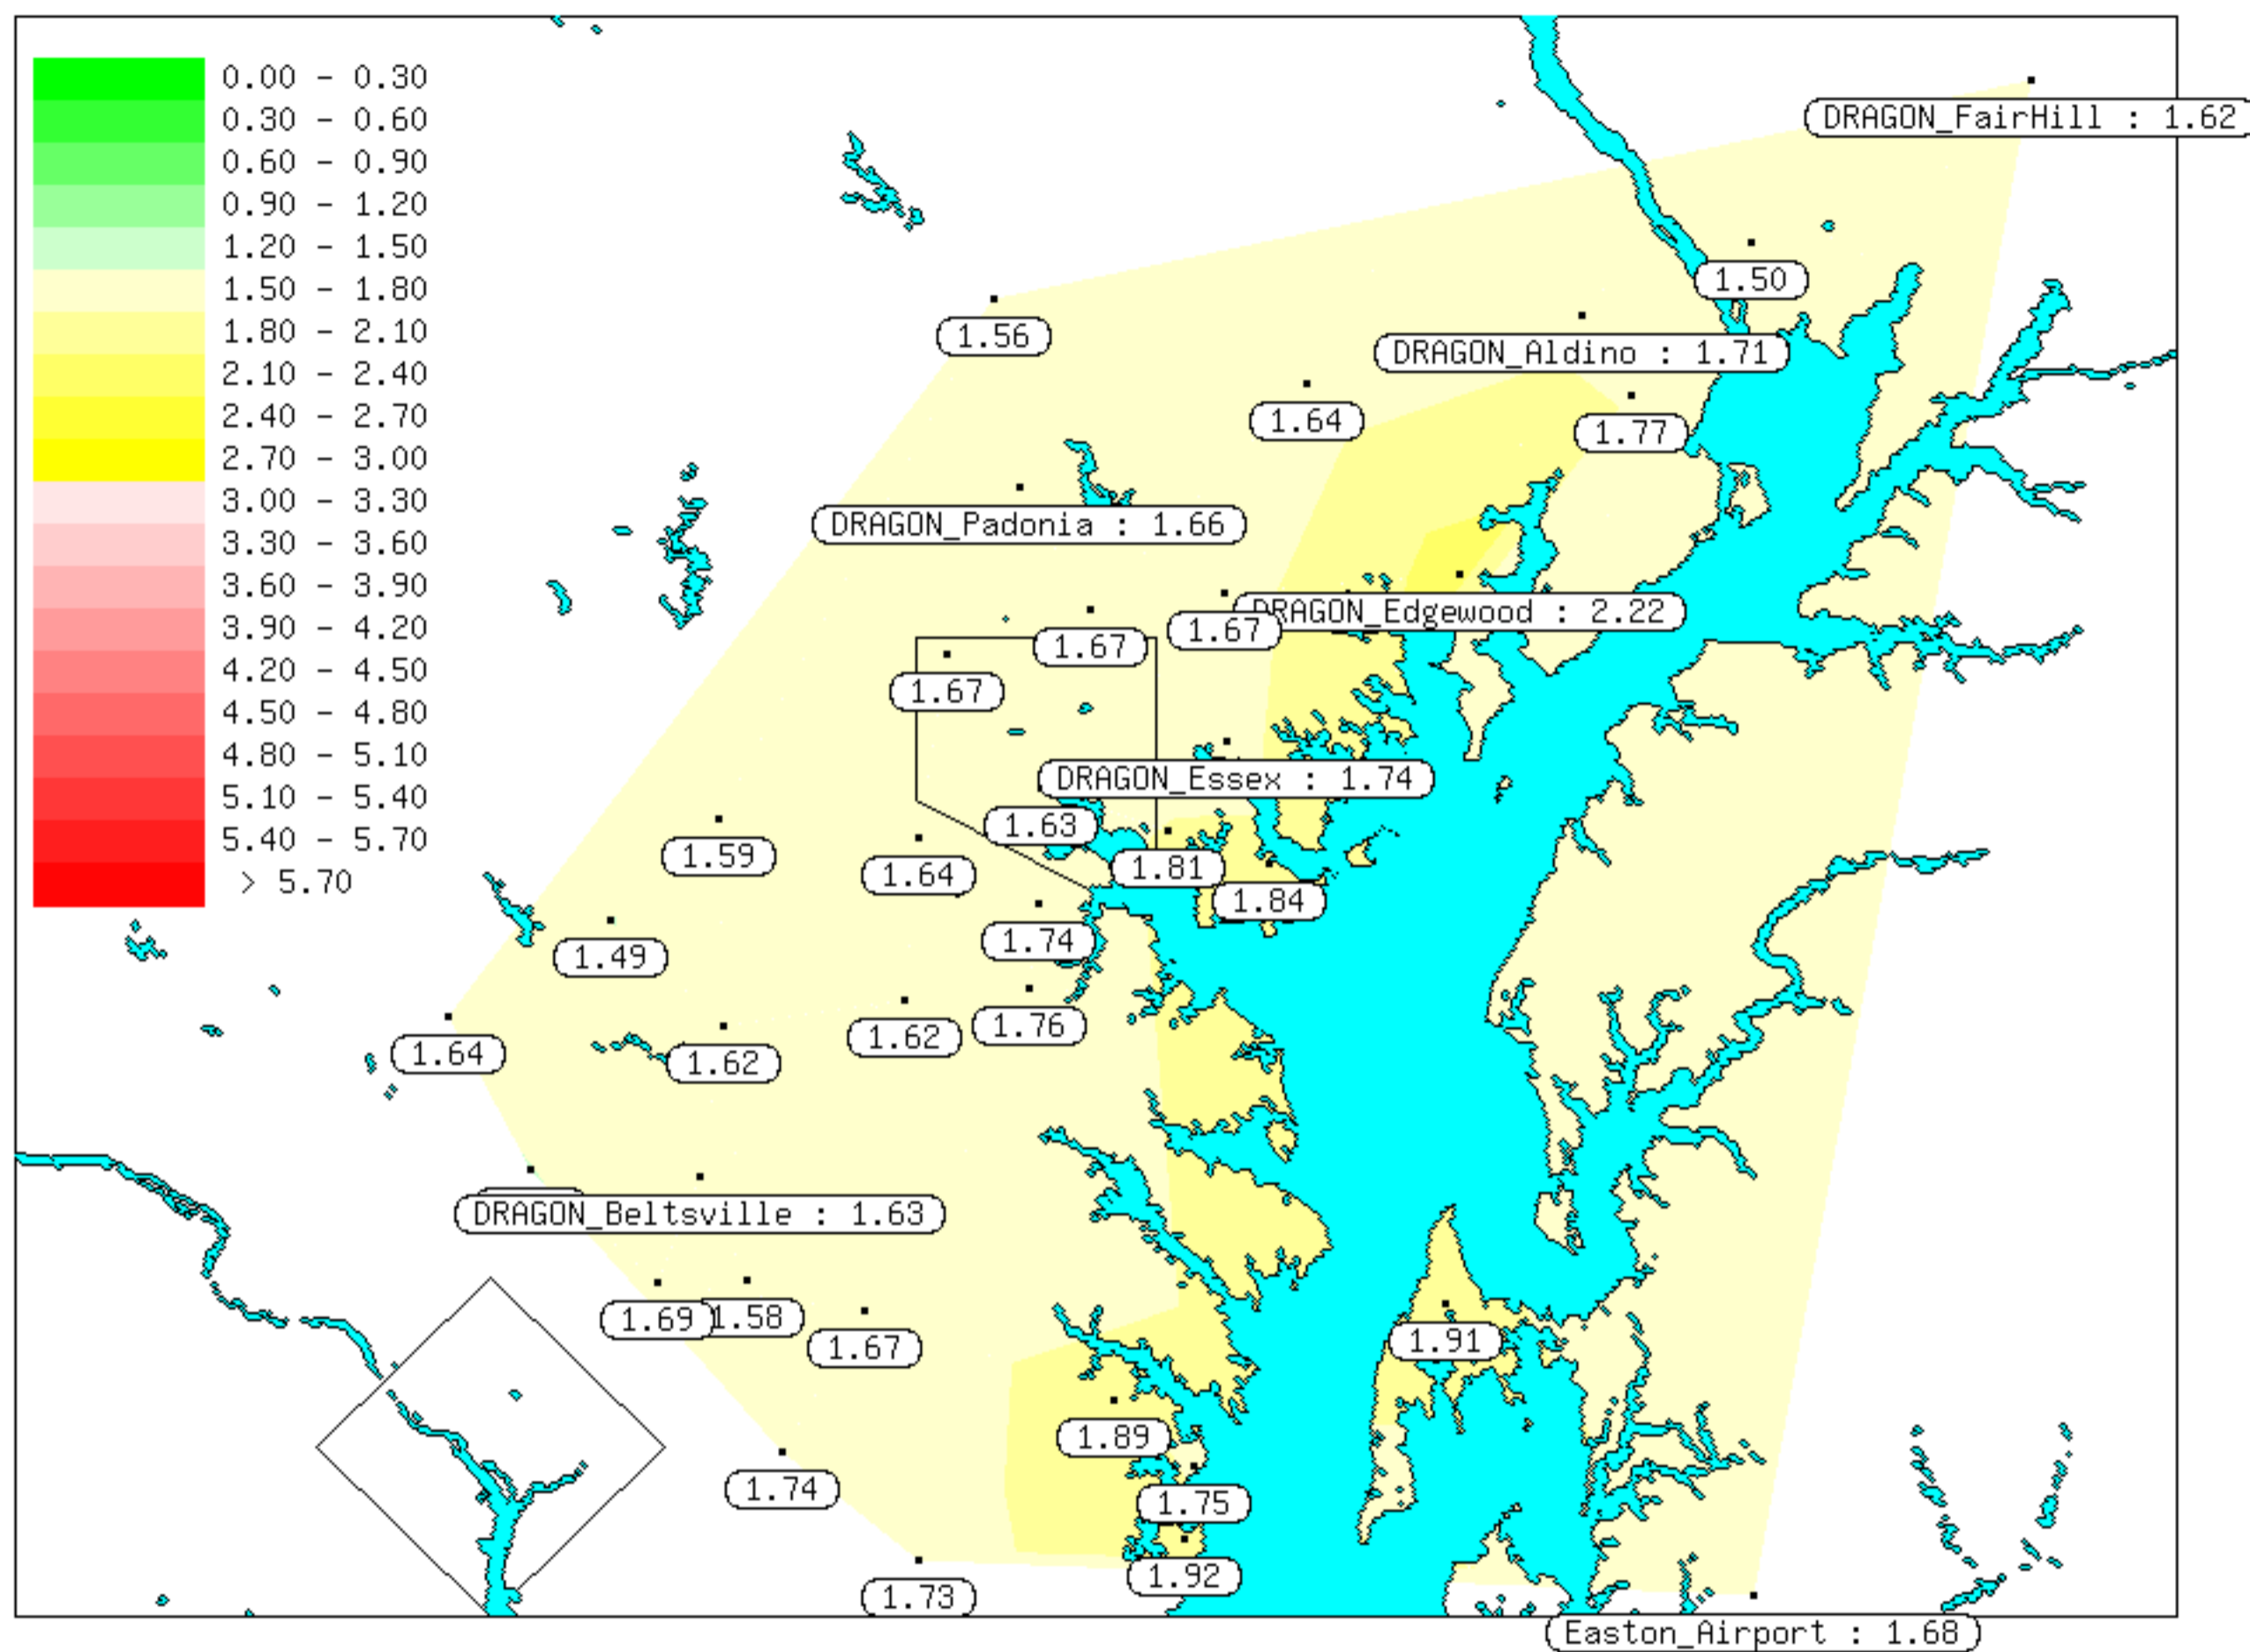 0.00 - 0.30
0.30 - 0.60
0.60 - 0.90
0.90 - 1.20
1.20 - 1.50
1.50 - 1.80
1.80 - 2.10
2.10 - 2.40
2.40 - 2.70
2.70 - 3.00
3.00 - 3.30
3.30 - 3.60
3.60 - 3.90
3.90 - 4.20
4.20 - 4.50
4.50 - 4.80
4.80 - 5.10
5.10 - 5.40
5.40 - 5.70
> 5.70
DRAGON_FairHill : 1.62
1.50
1.56
DRAGON_Aldino : 1.71
1.64
1.77
DRAGON_Padonia : 1.66
DRAGON_Edgewood : 2.22
1.67
1.67
1.67
DRAGON_Essex : 1.74
1.63
1.59
1.64
1.81
1.84
1.74
1.49
1.76
1.62
1.64
1.62
DRAGON_Beltsville : 1.63
1.69
1.58
1.67
1.91
1.89
1.74
1.75
1.92
1.73
Easton_Airport : 1.68